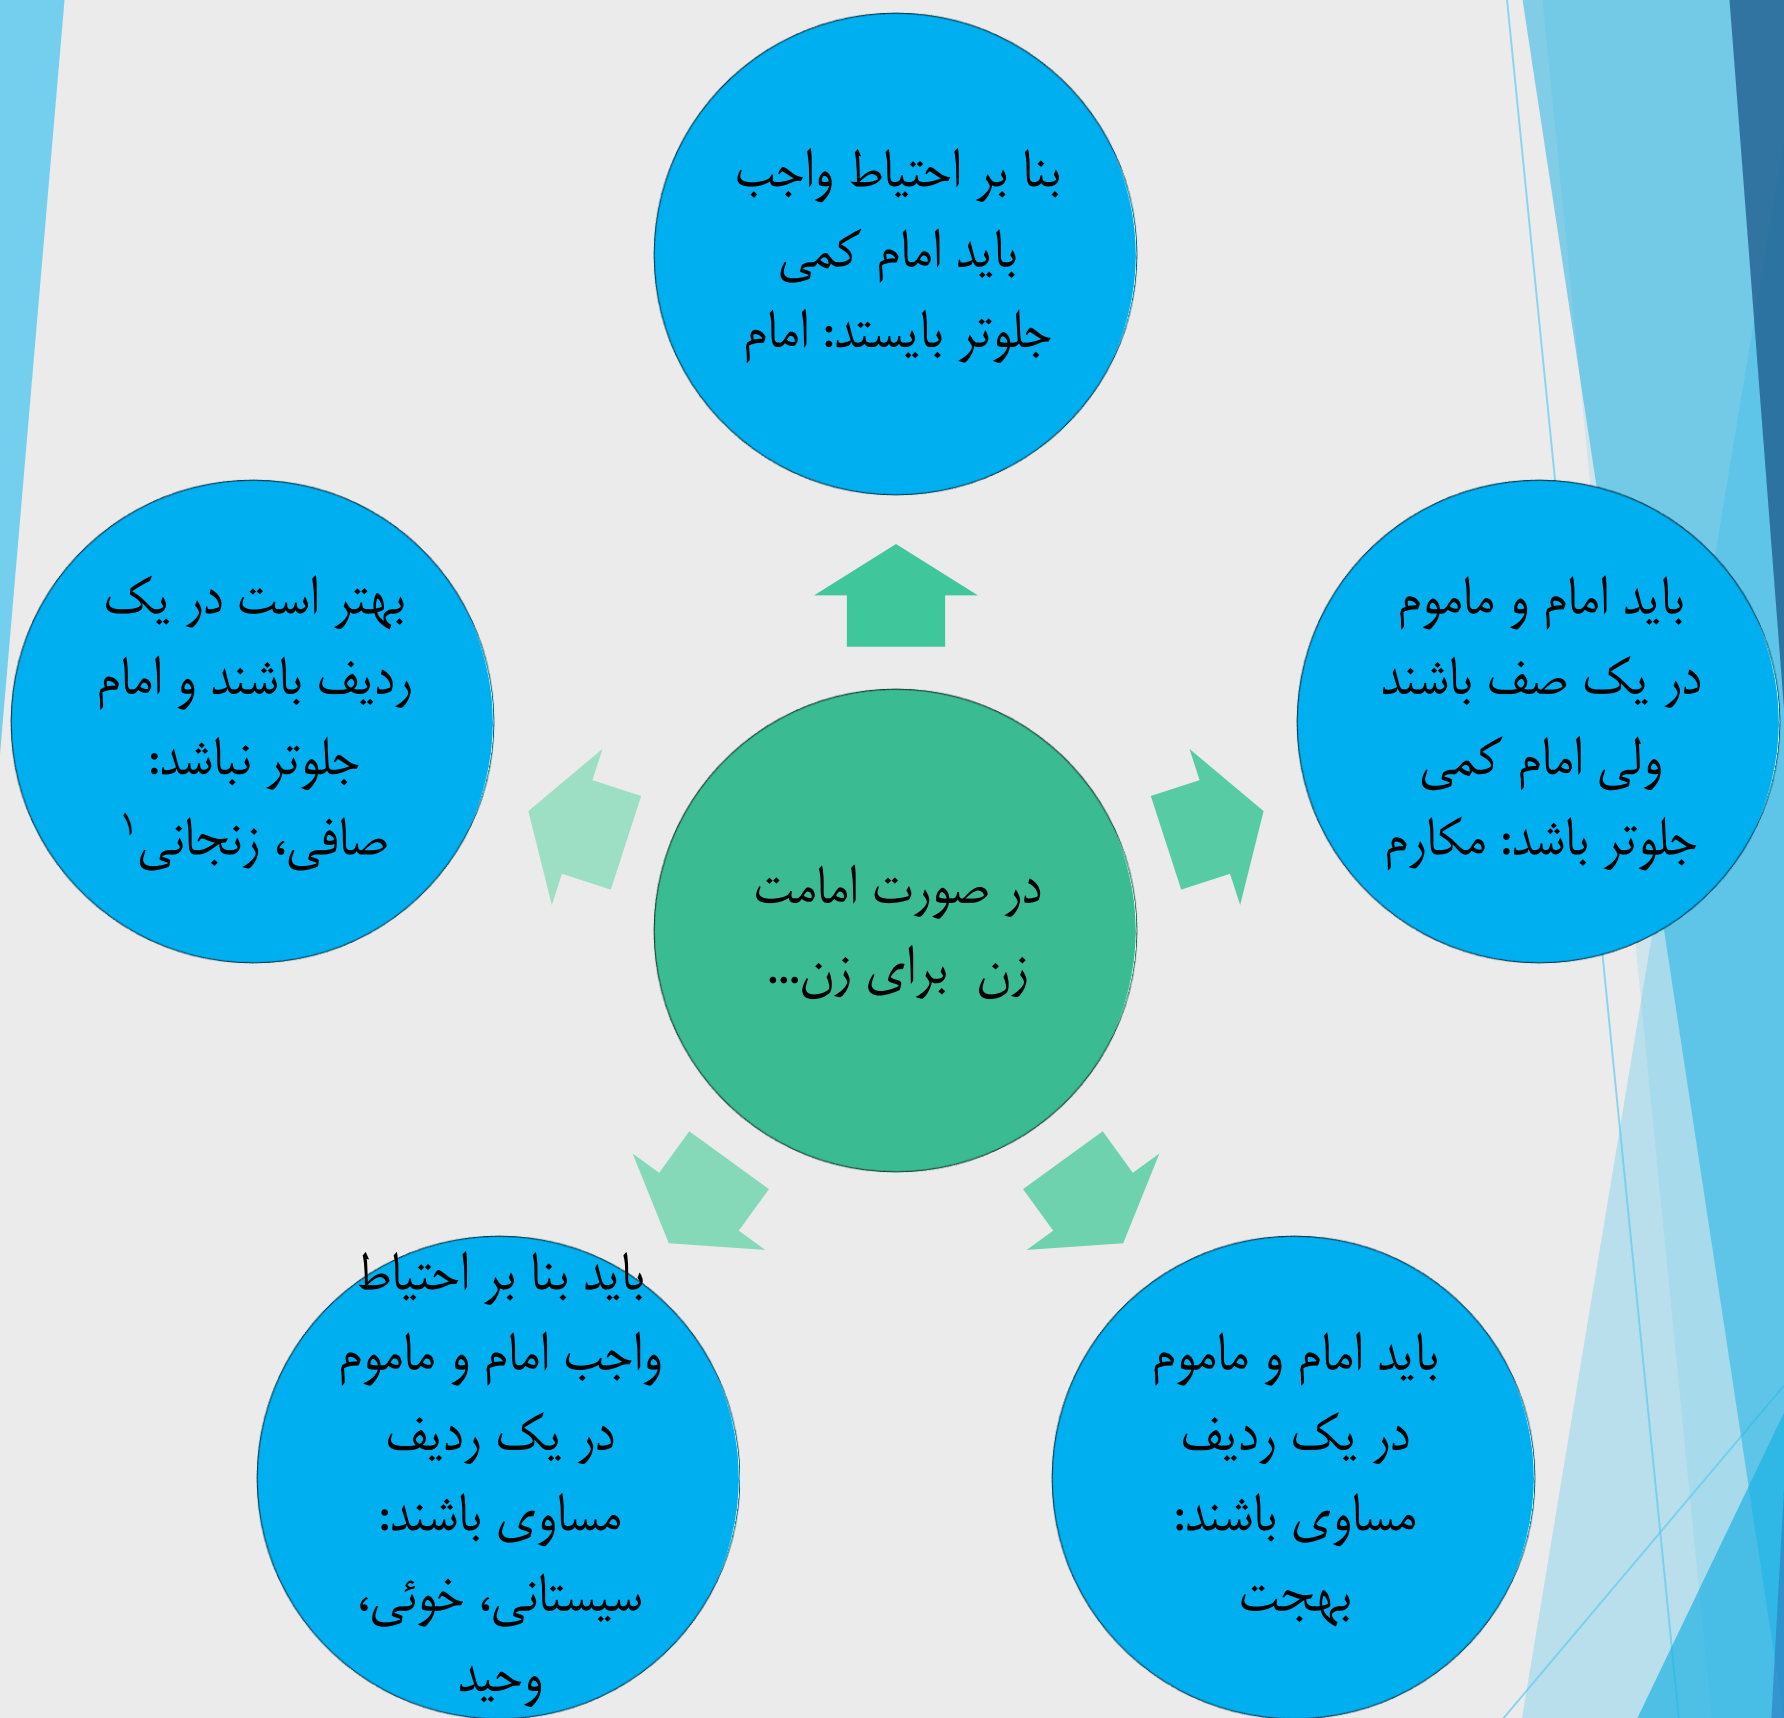 بنا بر احتیاط واجب
باید امام کمی
جلوتر بایستد: امام
باید امام و ماموم
در یک صف باشند
ولی امام کمی
جلوتر باشد: مکارم
بهتر است در یک
ردیف باشند و امام
جلوتر نباشد:
صافی، زنجانی۱
در صورت امامت
زن برای زن...
باید امام و ماموم
در یک ردیف
مساوی باشند:
بهجت
باید بنا بر احتیاط
واجب امام و ماموم
در یک ردیف
مساوی باشند:
سیستانی، خوئی،
وحید